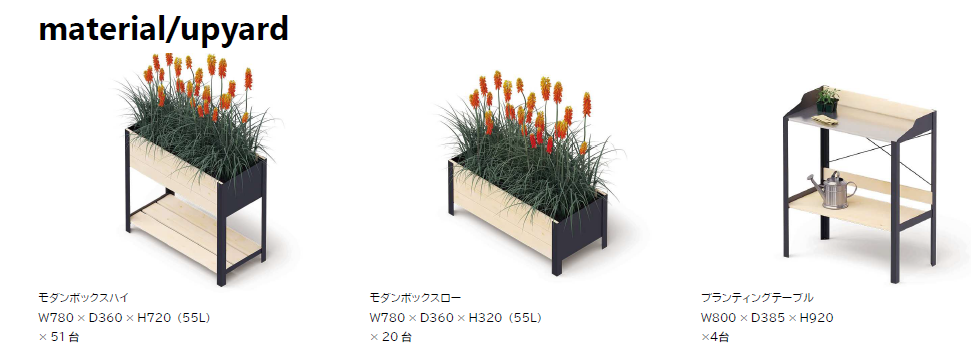 material/upyard
モダンボックスハイ
W780 × D360 × H720（55L）
× 51 台
モダンボックスロー
W780 × D360 × H320（55L）
× 20 台
プランティングテーブル
W800 × D385 × H920
×4台